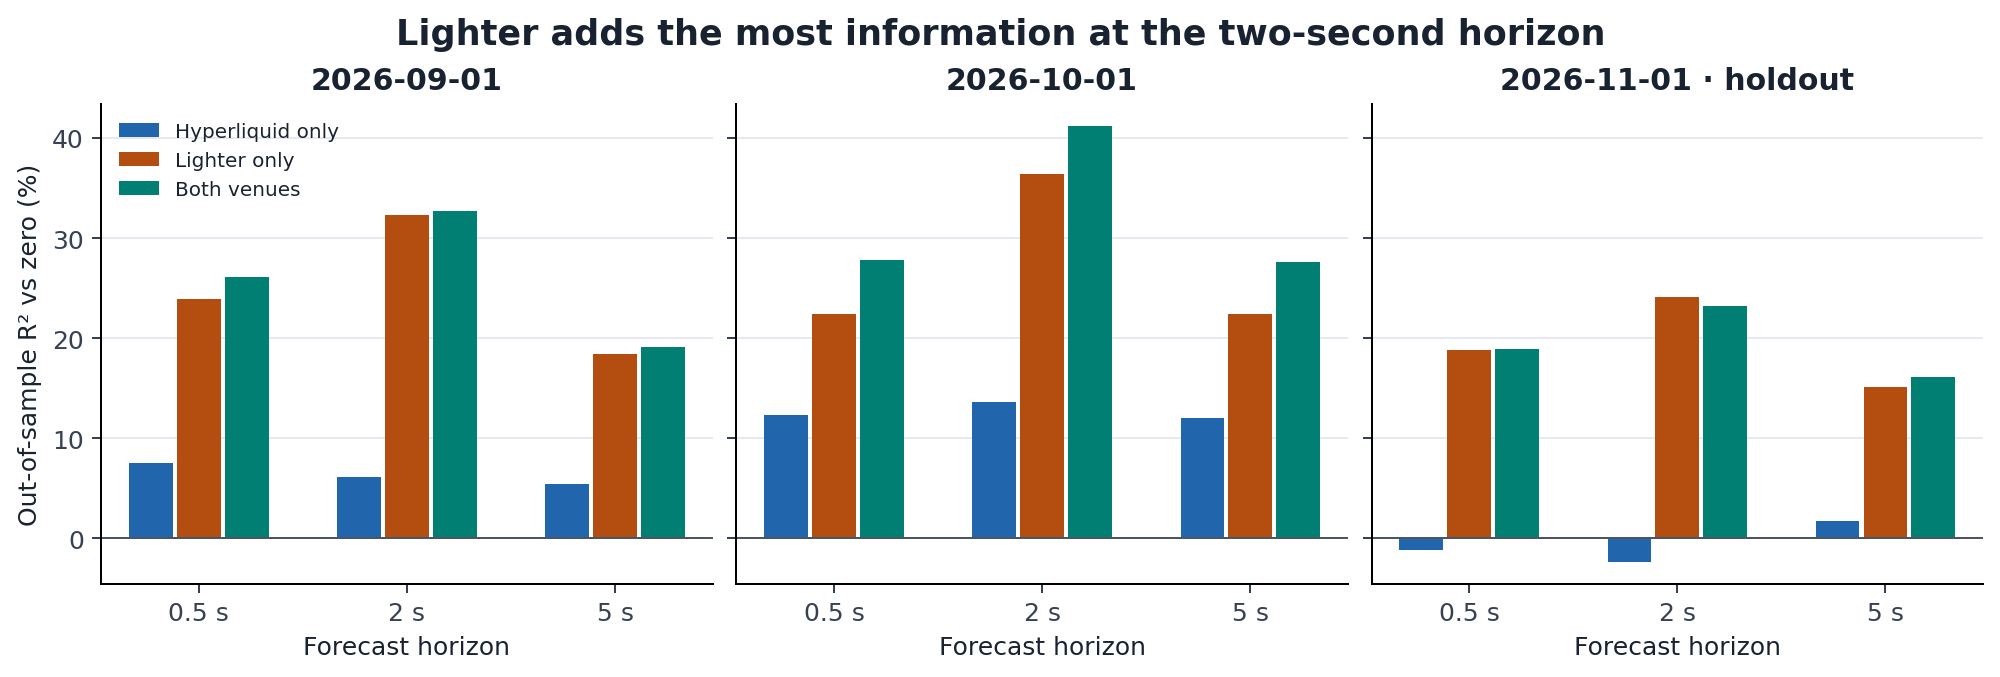 Lighter adds the most information at the two-second horizon
2026-09-01
2026-10-01
2026-11-01 · holdout
Out-of-sample R² vs zero (%)
40
30
20
10
0
Hyperliquid only
Lighter only
Both venues
0.5 s
2 s
5 s
0.5 s
2 s
5 s
0.5 s
2 s
5 s
Forecast horizon
Forecast horizon
Forecast horizon